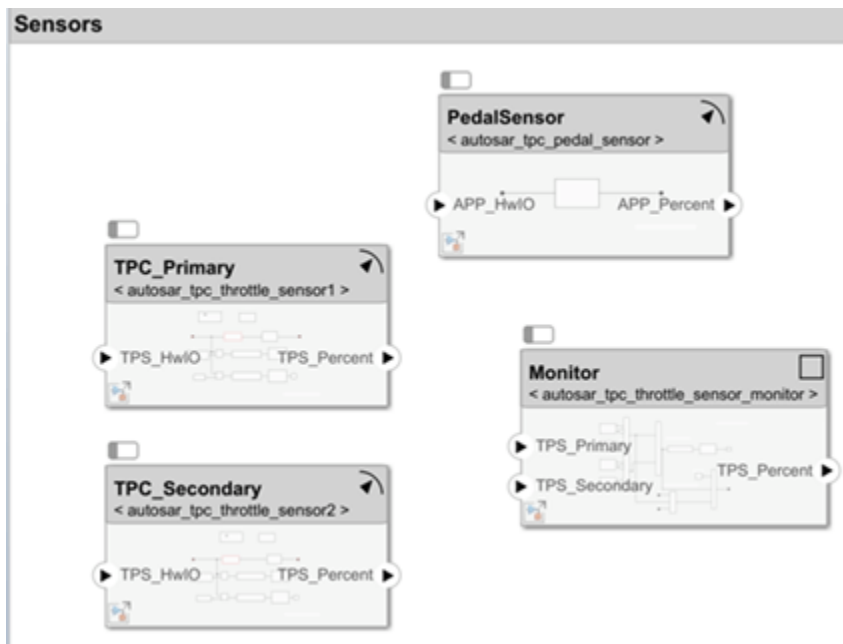 Sensors
PedalSensor
< autosar_tpc_pedal_sensor >
APP_HwIO APP_Percent
TPC_Primary
< autosar_tpc_throttle_sensor1 >
TPS_HwIO TPS_Percent
Monitor
< autosar_tpc_throttle_sensor_monitor >
TPS_Primary
TPS_Percent
TPS_Secondary
TPC_Secondary
< autosar_tpc_throttle_sensor2 >
TPS_HwIO TPS_Percent